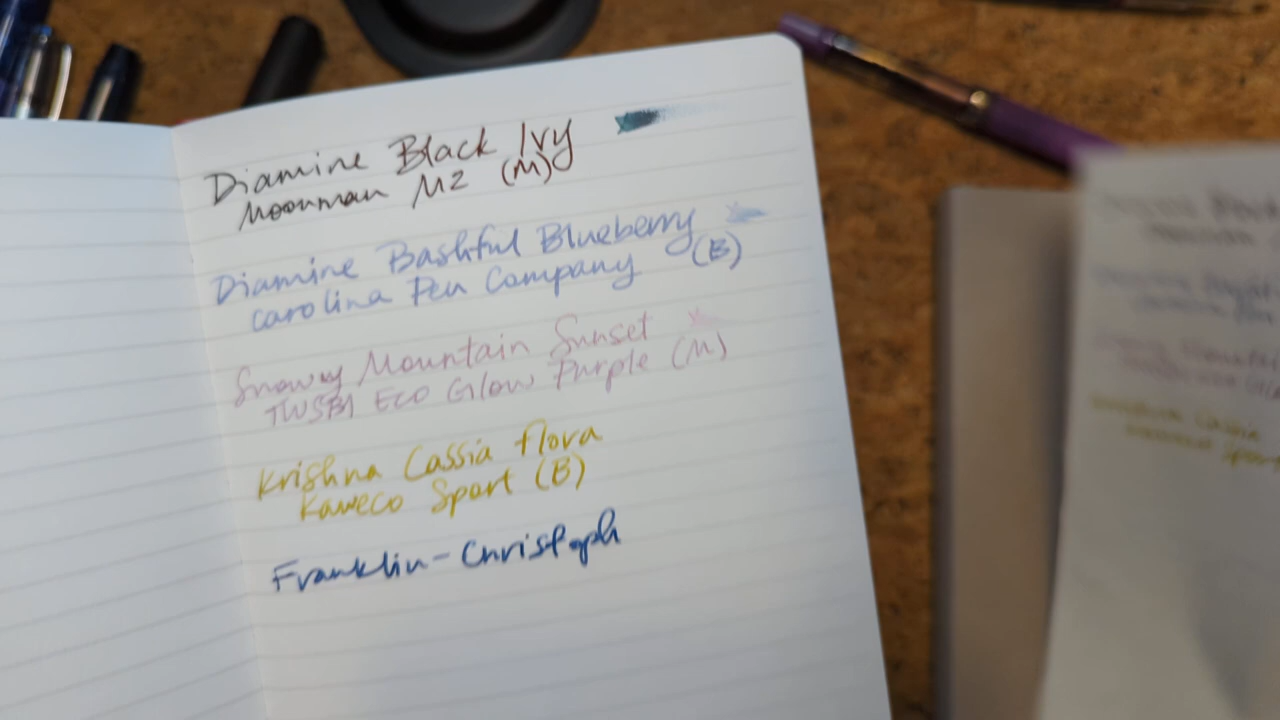 Diamine Black Ivy
Moonman M2 (M)
Diamine Bashful Blueberry
Carolina Pen Company (B)
Snowy Mountain Sunset
TWSBI ECO Glow Purple (M)
Krishna Cassia Flora
Kaweco Sport (B)
Franklin-Christoph